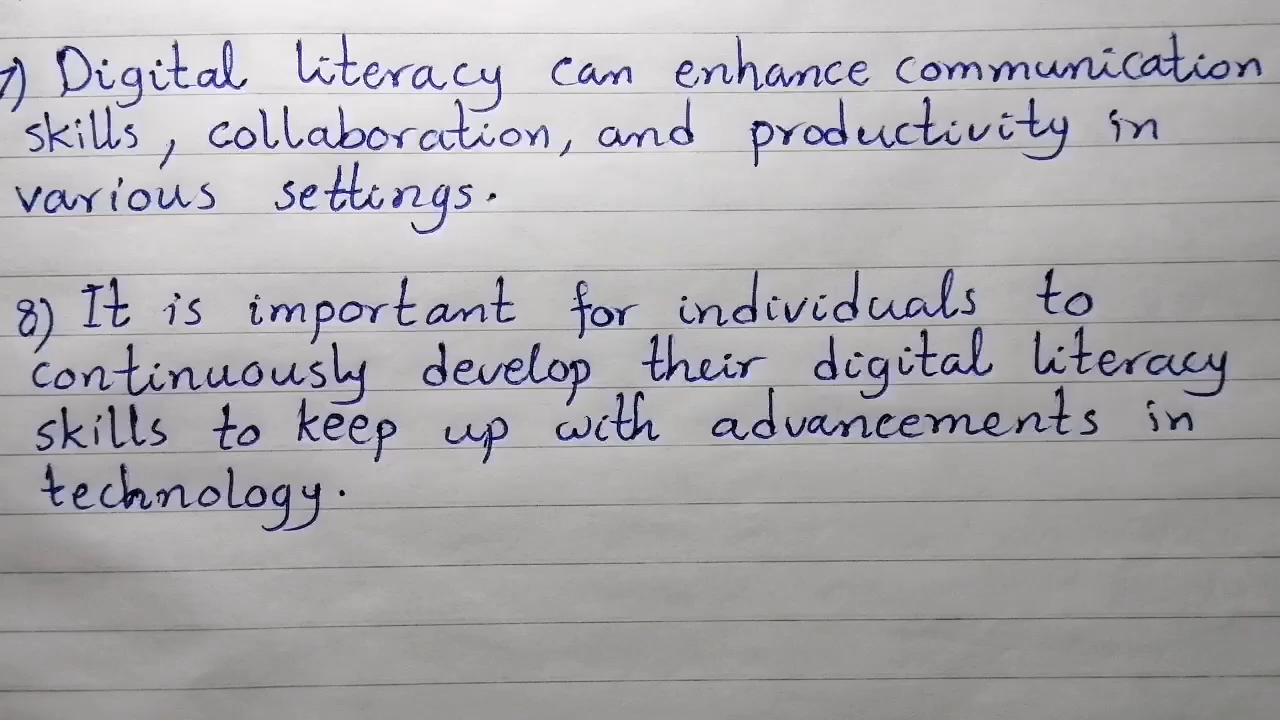 7) Digital literacy can enhance communication
skills, collaboration, and productivity in
various settings.
8) It is important for individuals to
continuously develop their digital literacy
skills to keep up with advancements in
technology.